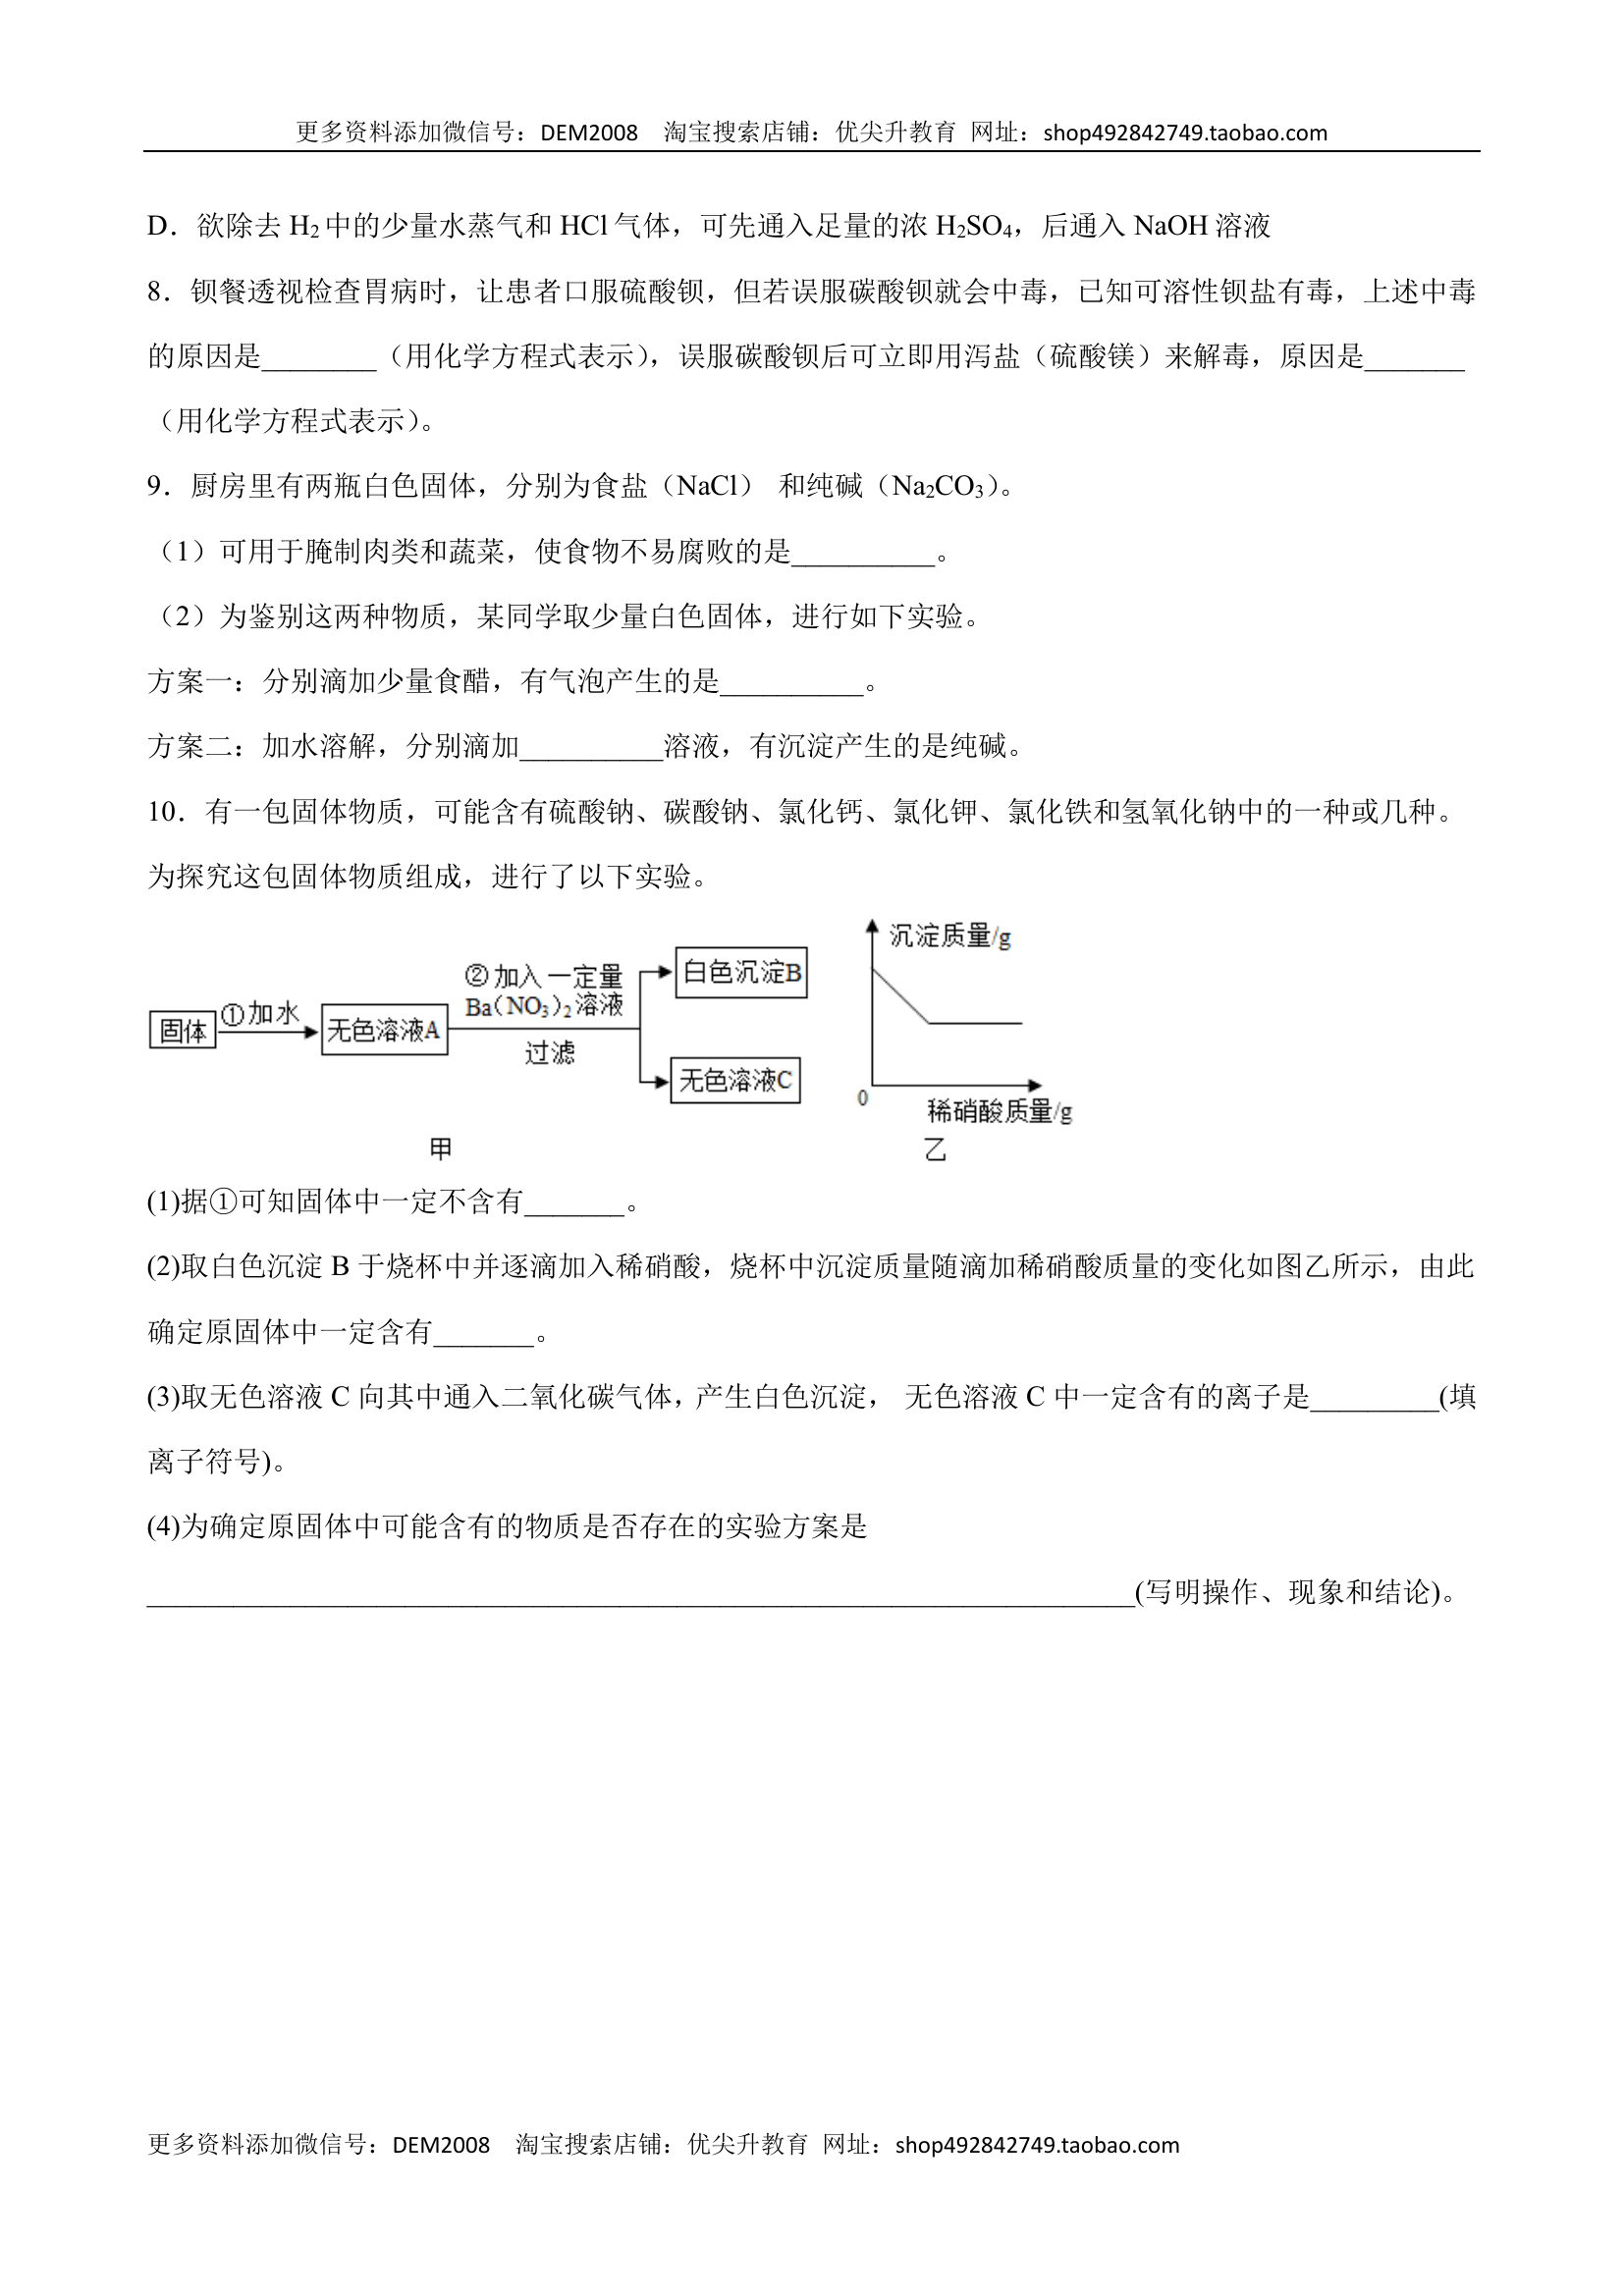 更多资料添加微信号：DEM2008 淘宝搜索店铺：优尖升教育 网址：shop492842749.taobao.com
D．欲除去 H₂中的少量水蒸气和 HCl 气体，可先通入足量的浓 H₂SO₄，后通入 NaOH 溶液
8．钡餐透视检查胃病时，让患者口服硫酸钡，但若误服碳酸钡就会中毒，已知可溶性钡盐有毒，上述中毒
的原因是________（用化学方程式表示），误服碳酸钡后可立即用泻盐（硫酸镁）来解毒，原因是_______
（用化学方程式表示）。
9．厨房里有两瓶白色固体，分别为食盐（NaCl） 和纯碱（Na₂CO₃）。
（1）可用于腌制肉类和蔬菜，使食物不易腐败的是__________。
（2）为鉴别这两种物质，某同学取少量白色固体，进行如下实验。
方案一：分别滴加少量食醋，有气泡产生的是__________。
方案二：加水溶解，分别滴加__________溶液，有沉淀产生的是纯碱。
10．有一包固体物质，可能含有硫酸钠、碳酸钠、氯化钙、氯化钾、氯化铁和氢氧化钠中的一种或几种。
为探究这包固体物质组成，进行了以下实验。
固体
①加水
无色溶液A
②加入一定量
Ba(NO₃)₂溶液
过滤
白色沉淀B
无色溶液C
甲
沉淀质量/g
0
稀硝酸质量/g
乙
(1)据①可知固体中一定不含有_______。
(2)取白色沉淀 B 于烧杯中并逐滴加入稀硝酸，烧杯中沉淀质量随滴加稀硝酸质量的变化如图乙所示，由此
确定原固体中一定含有_______。
(3)取无色溶液 C 向其中通入二氧化碳气体，产生白色沉淀， 无色溶液 C 中一定含有的离子是_________(填
离子符号)。
(4)为确定原固体中可能含有的物质是否存在的实验方案是
_____________________________________________________________________(写明操作、现象和结论)。
更多资料添加微信号：DEM2008 淘宝搜索店铺：优尖升教育 网址：shop492842749.taobao.com